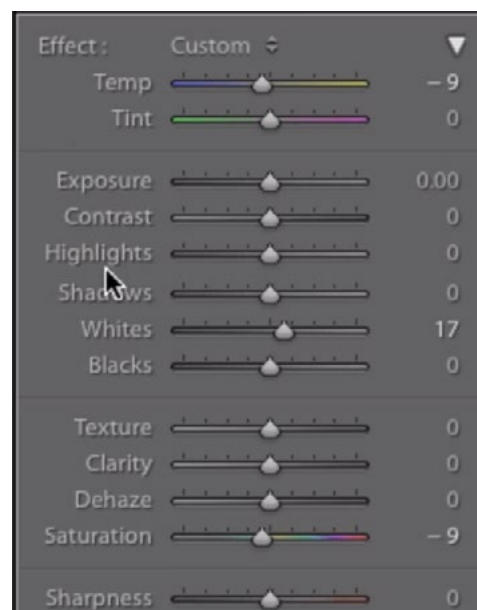 Effect : Custom
Temp – 9
Tint 0
Exposure 0.00
Contrast 0
Highlights 0
Shadows 0
Whites 17
Blacks 0
Texture 0
Clarity 0
Dehaze 0
Saturation – 9
Sharpness 0